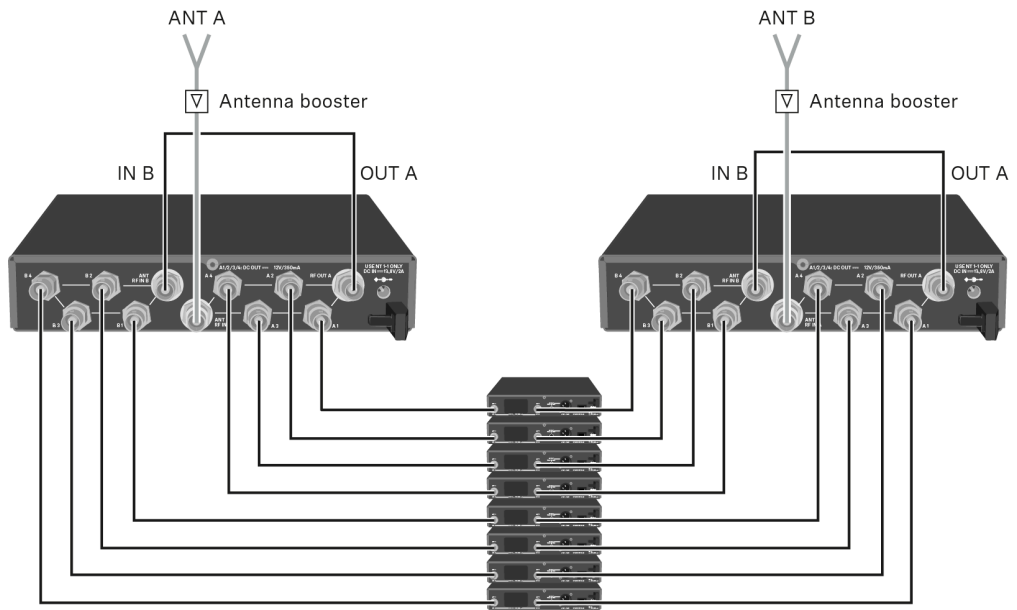 ANT A
ANT B
Antenna booster
Antenna booster
IN B
OUT A
IN B
OUT A
B 4
B 2
ANT
RF IN B
A 4
A1/2/3/4: DC OUT
12V/350mA
A 2
RF OUT A
USE NT 1-1 ONLY
B 3
B 1
ANT
RF IN
A 3
A 1
B 4
B 2
ANT
RF IN B
A 4
A1/2/3/4: DC OUT
12V/350mA
A 2
RF OUT A
USE NT 1-1 ONLY
B 3
B 1
ANT
RF IN
A 3
A 1